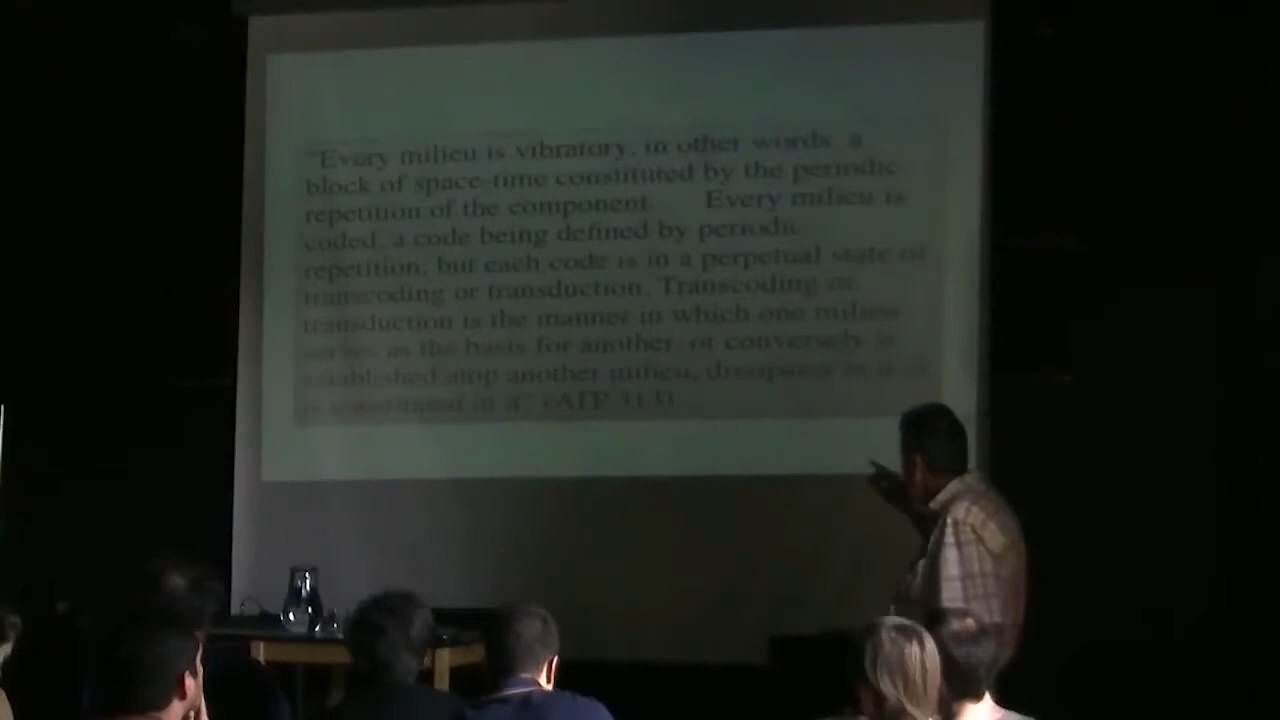 "Every milieu is vibratory, in other words, a
block of space-time constituted by the periodic
repetition of the component. Every milieu is
coded, a code being defined by periodic
repetition; but each code is in a perpetual state of
transcoding or transduction. Transcoding or
transduction is the manner in which one milieu
serves as the basis for another, or conversely is
established atop another milieu, dissipates
in it" (ATP 313)